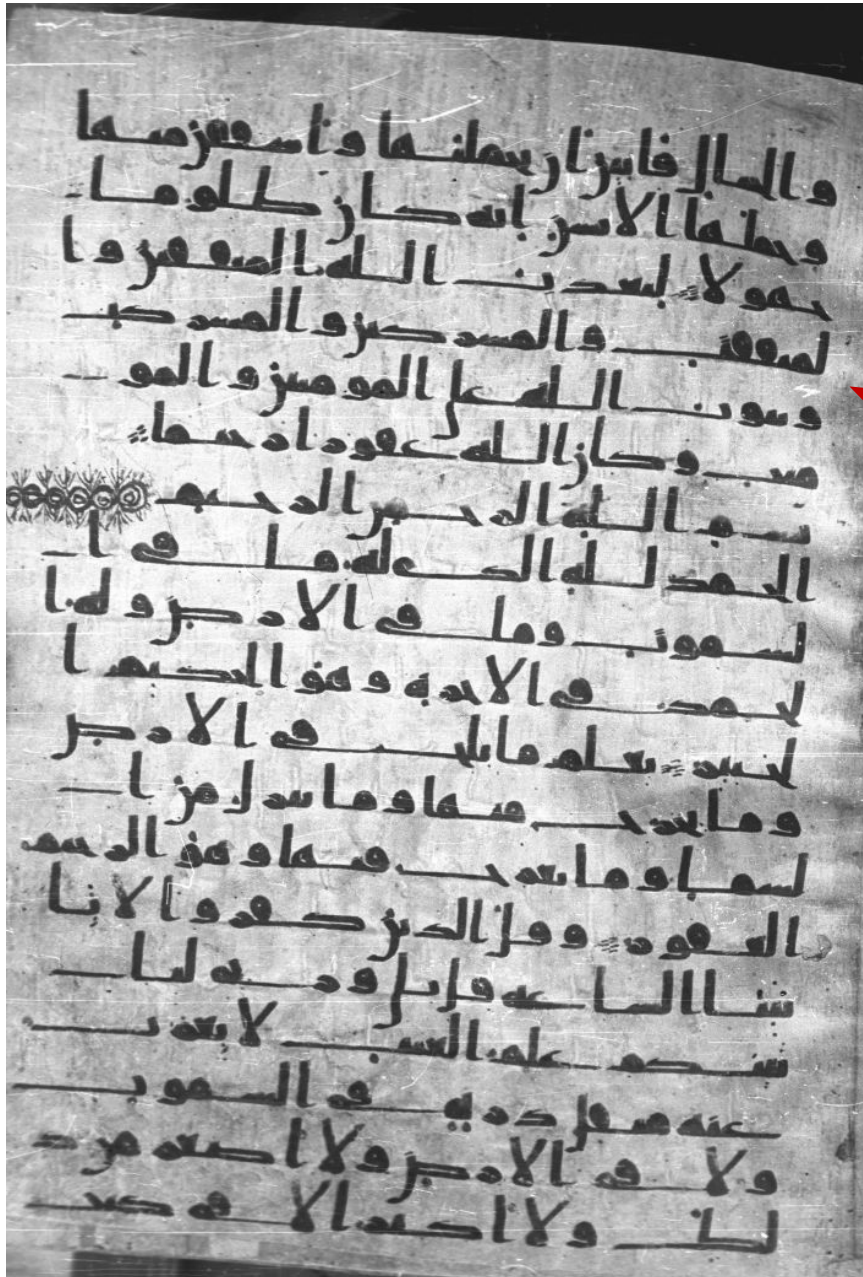 والجبال فابين ان يحملنها واشفقن منها
وحملها الانسن انه كان ظلوما
جهولا ليعذب الله المنفقين وا
لمنفقت والمشركين والمشركت
ويتوب الله على المومنين والمو
منت وكان الله غفورا رحيما
بسم الله الرحمن الرحيم
الحمد لله الذي له ما في ا
لسموت وما في الارض وله ا
لحمد في الاخرة وهو الحكيم ا
لخبير يعلم ما يلج في الارض
وما يخرج منها وما ينزل من ا
لسما وما يعرج فيها وهو الرحيم
الغفور وقل الذين كفروا لا تا
تينا الساعة قل بلى وربي لتا
تينكم علم الغيب لا يعزب
عنه مثقل ذرة في السموت
ولا في الارض ولا اصغر من ذ
لك ولا اكبر الا في كتب